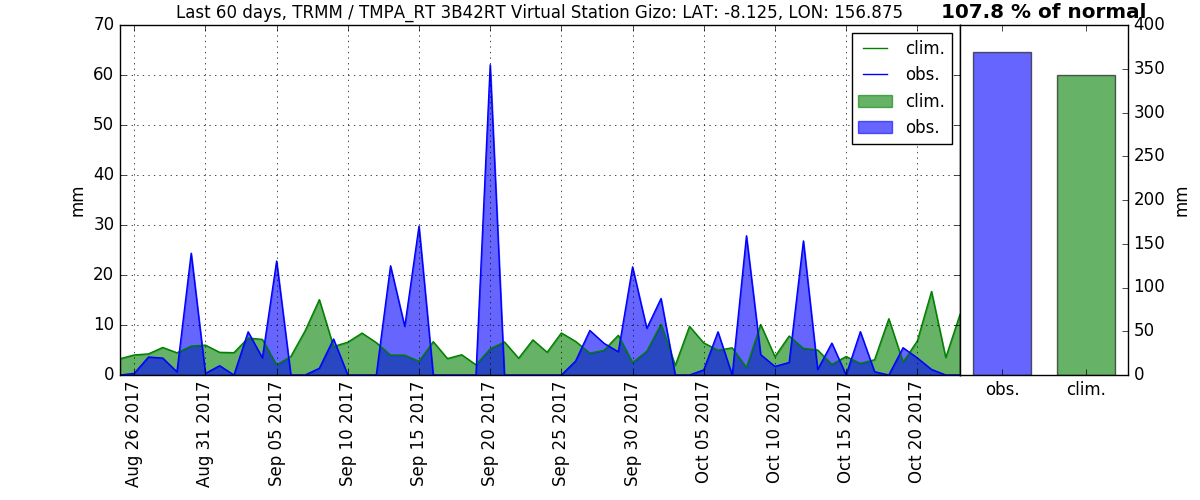 Last 60 days, TRMM / TMPA_RT 3B42RT Virtual Station Gizo: LAT: -8.125, LON: 156.875
107.8 % of normal
70
60
50
40
30
20
10
0
mm
clim.
obs.
clim.
obs.
400
350
300
250
200
150
100
50
0
mm
Aug 26 2017
Aug 31 2017
Sep 05 2017
Sep 10 2017
Sep 15 2017
Sep 20 2017
Sep 25 2017
Sep 30 2017
Oct 05 2017
Oct 10 2017
Oct 15 2017
Oct 20 2017
obs.
clim.